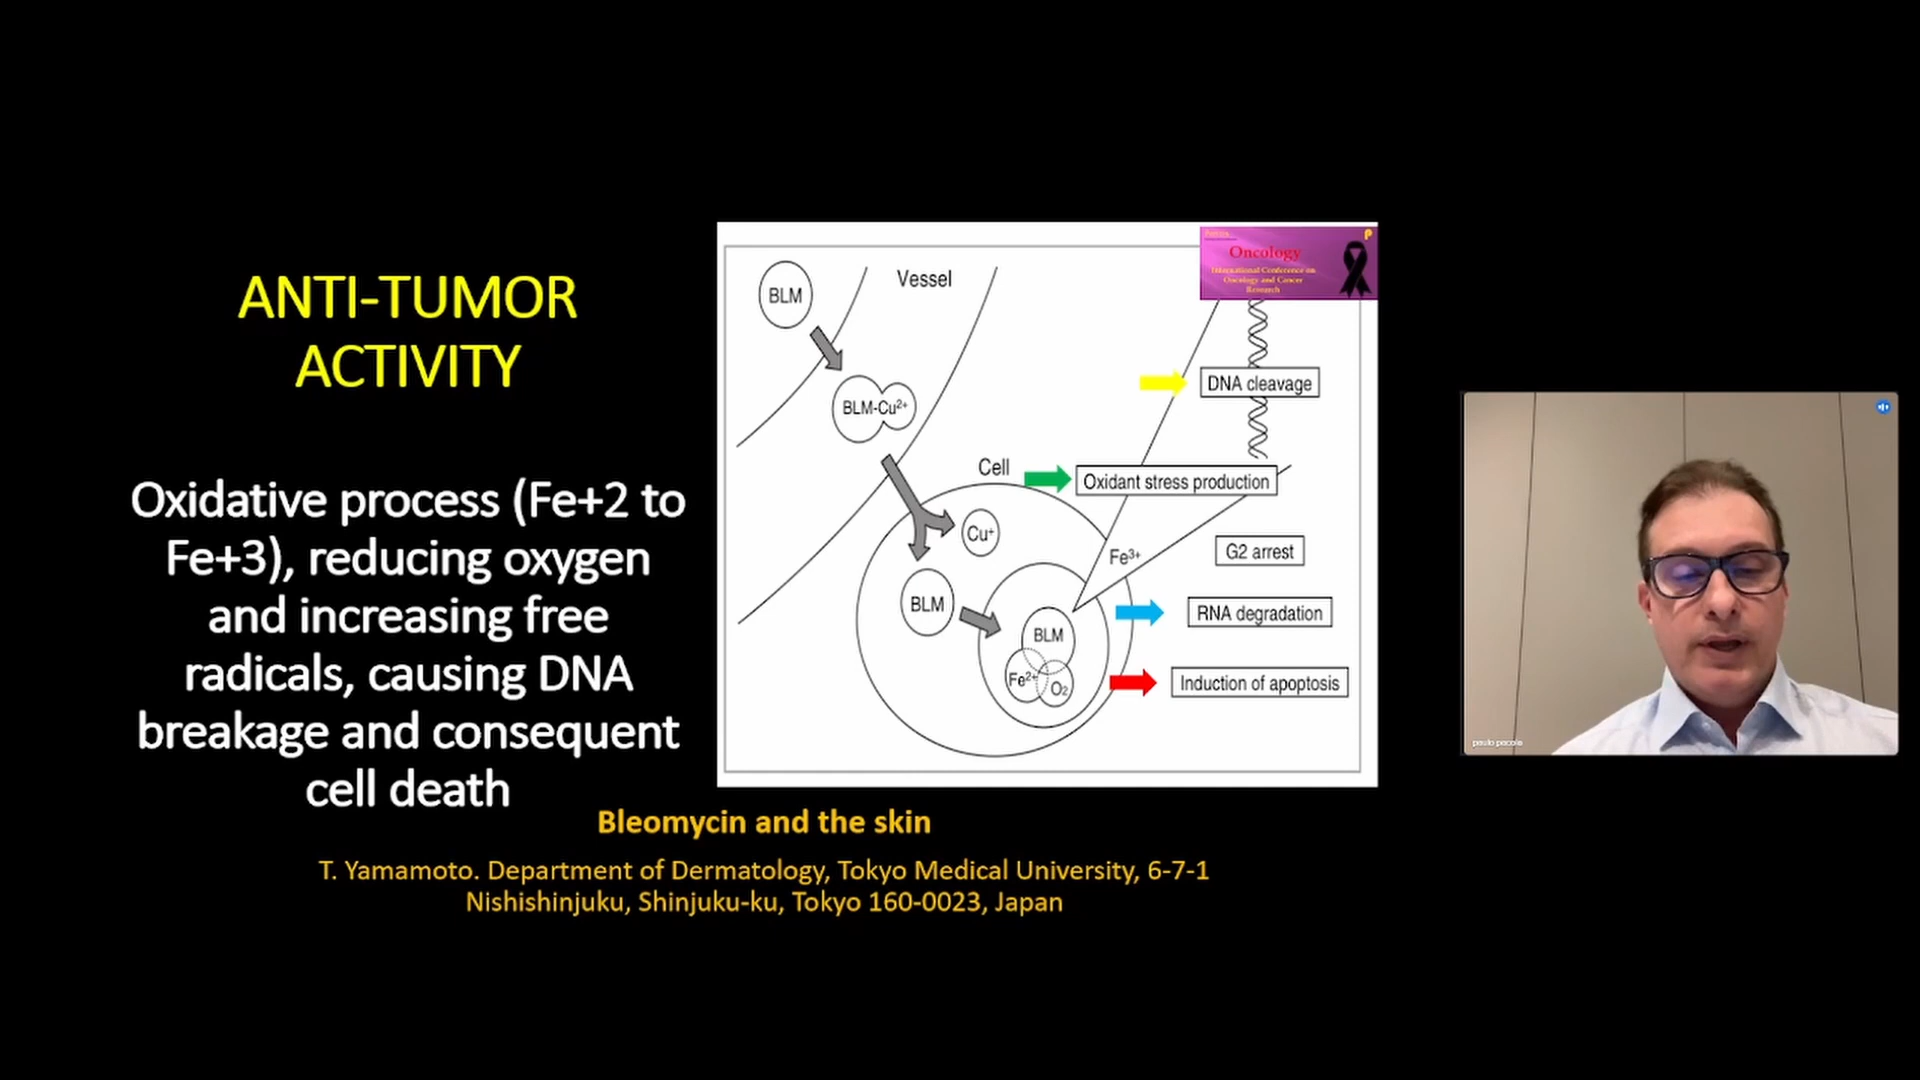 ANTI-TUMOR
ACTIVITY
Oxidative process (Fe+2 to
Fe+3), reducing oxygen
and increasing free
radicals, causing DNA
breakage and consequent
cell death
BLM
Vessel
BLM-Cu²⁺
Cell
Cu⁺
BLM
BLM
Fe²⁺
O₂
Fe³⁺
Oncology
International Conference on
Oncology and Cancer
Research
DNA cleavage
Oxidant stress production
G2 arrest
RNA degradation
Induction of apoptosis
Bleomycin and the skin
T. Yamamoto. Department of Dermatology, Tokyo Medical University, 6-7-1
Nishishinjuku, Shinjuku-ku, Tokyo 160-0023, Japan